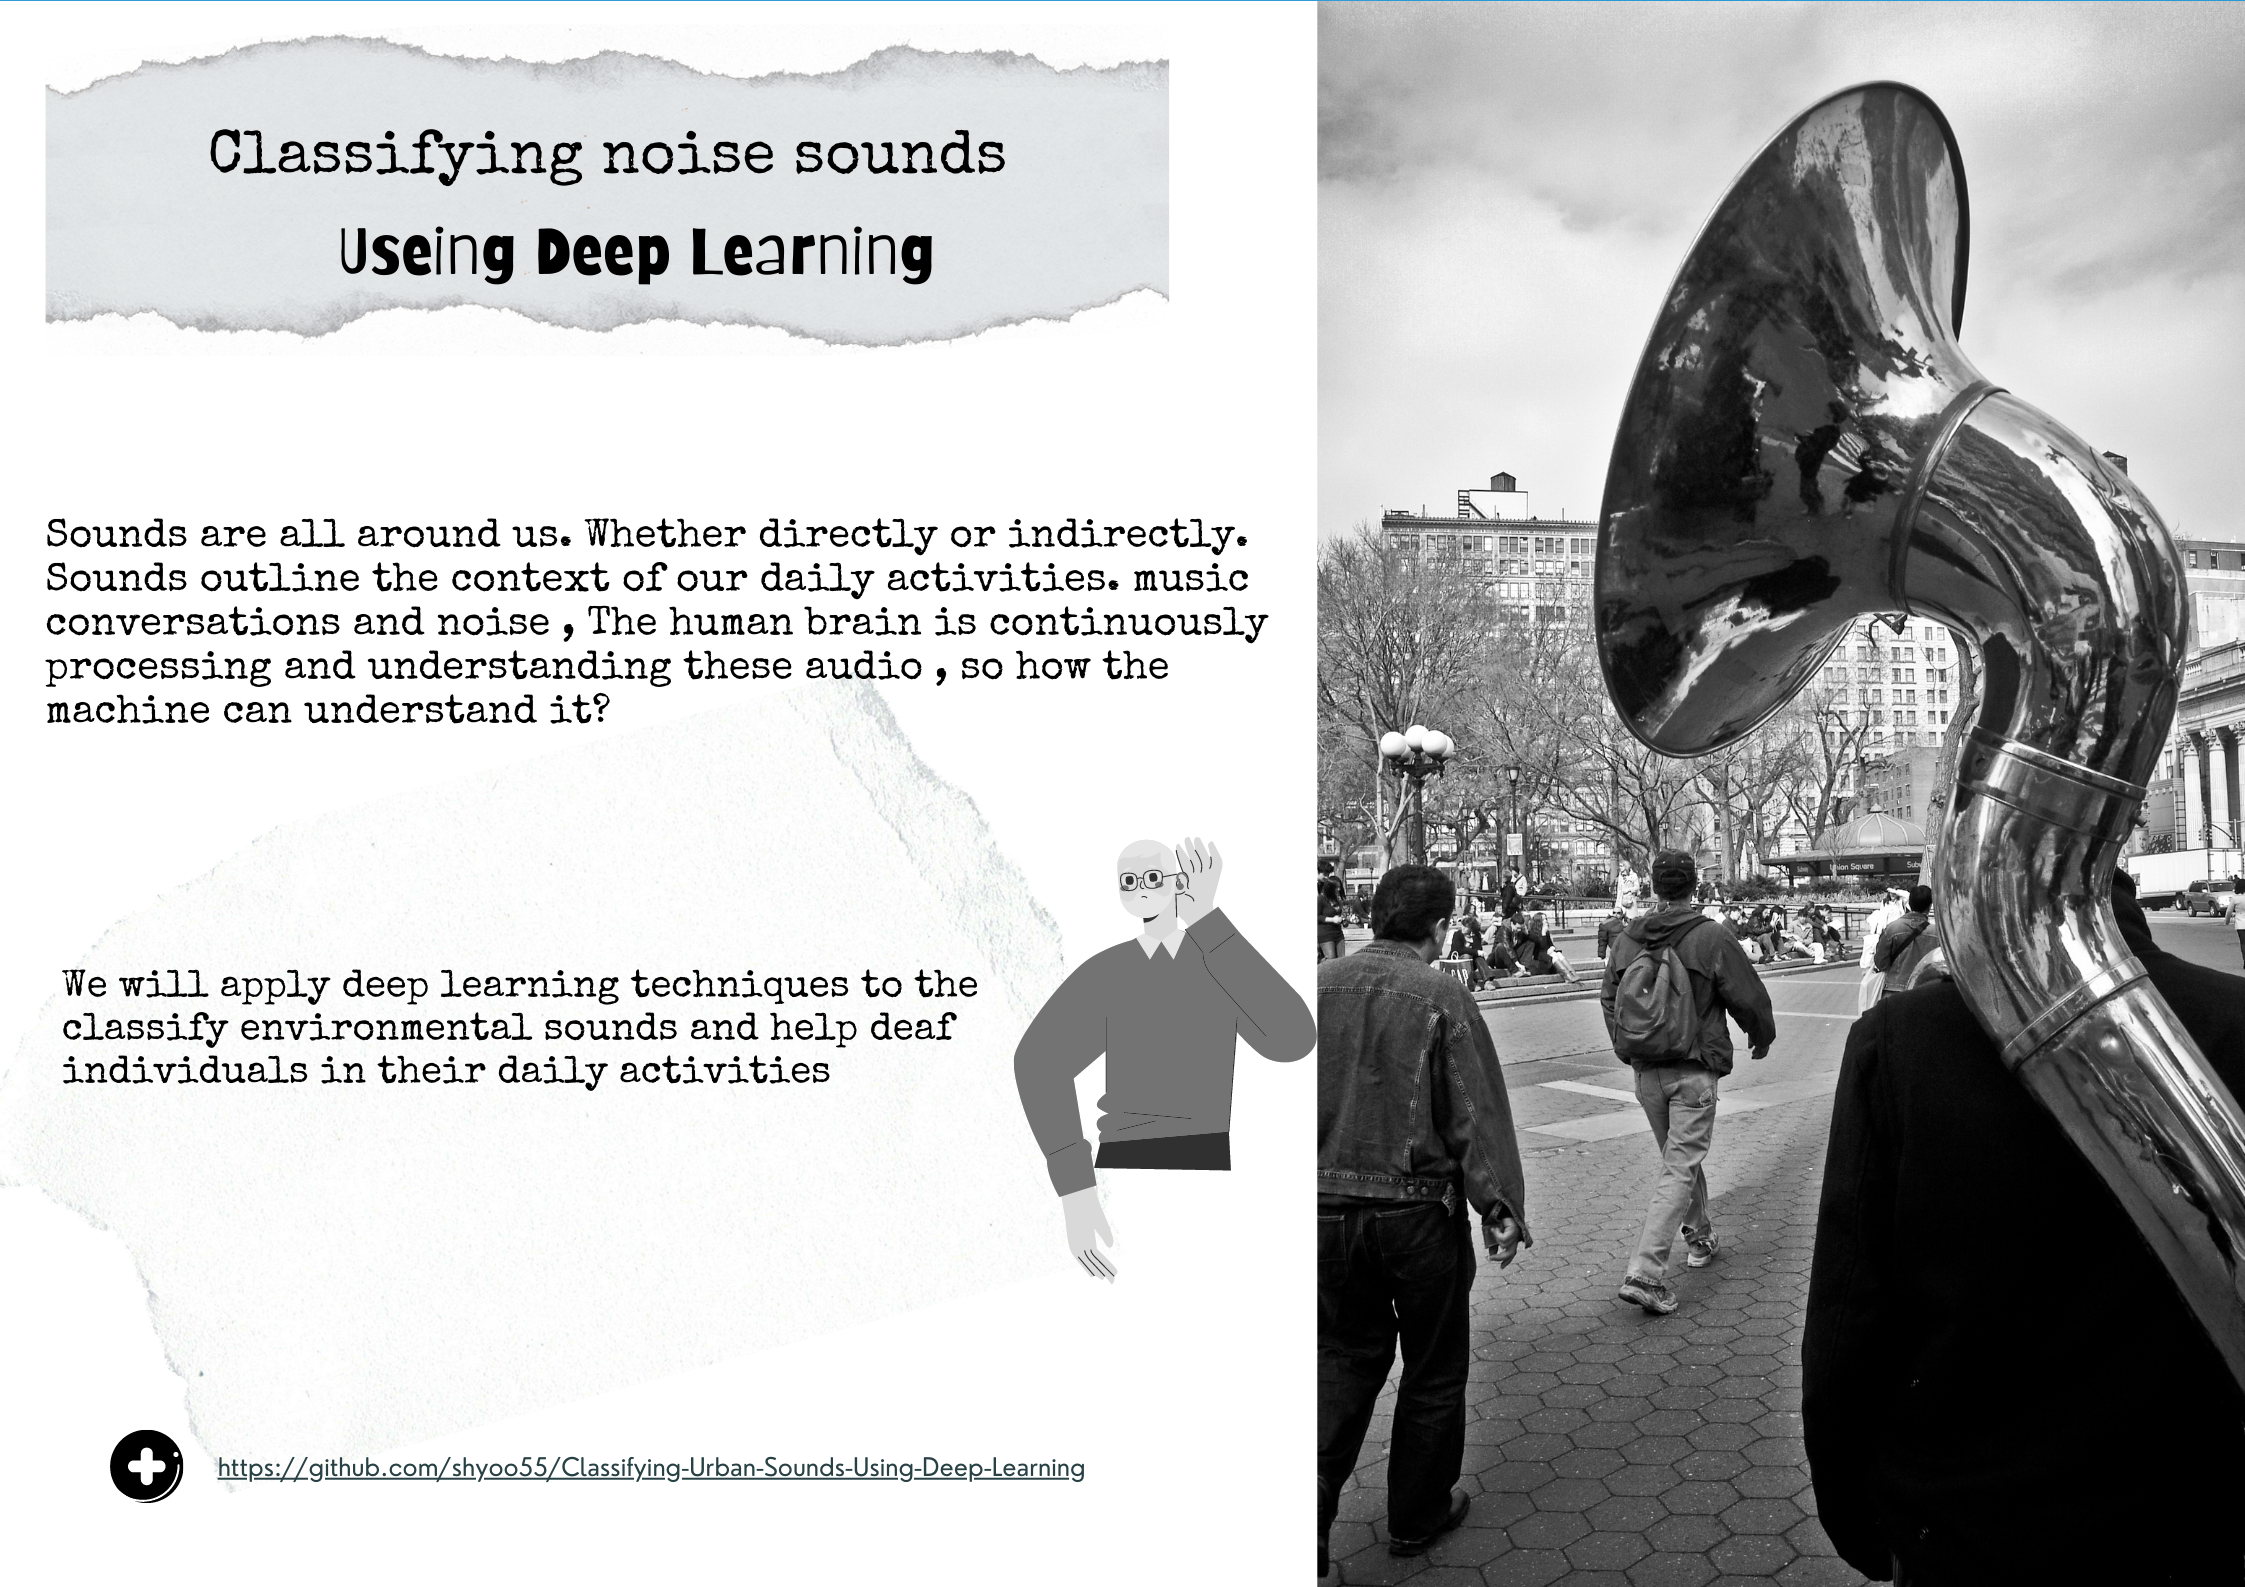 Classifying noise sounds
Useing Deep Learning
Sounds are all around us. Whether directly or indirectly.
Sounds outline the context of our daily activities. music
conversations and noise , The human brain is continuously
processing and understanding these audio , so how the
machine can understand it?
We will apply deep learning techniques to the
classify environmental sounds and help deaf
individuals in their daily activities
https://github.com/shyoo55/Classifying-Urban-Sounds-Using-Deep-Learning
Union Square